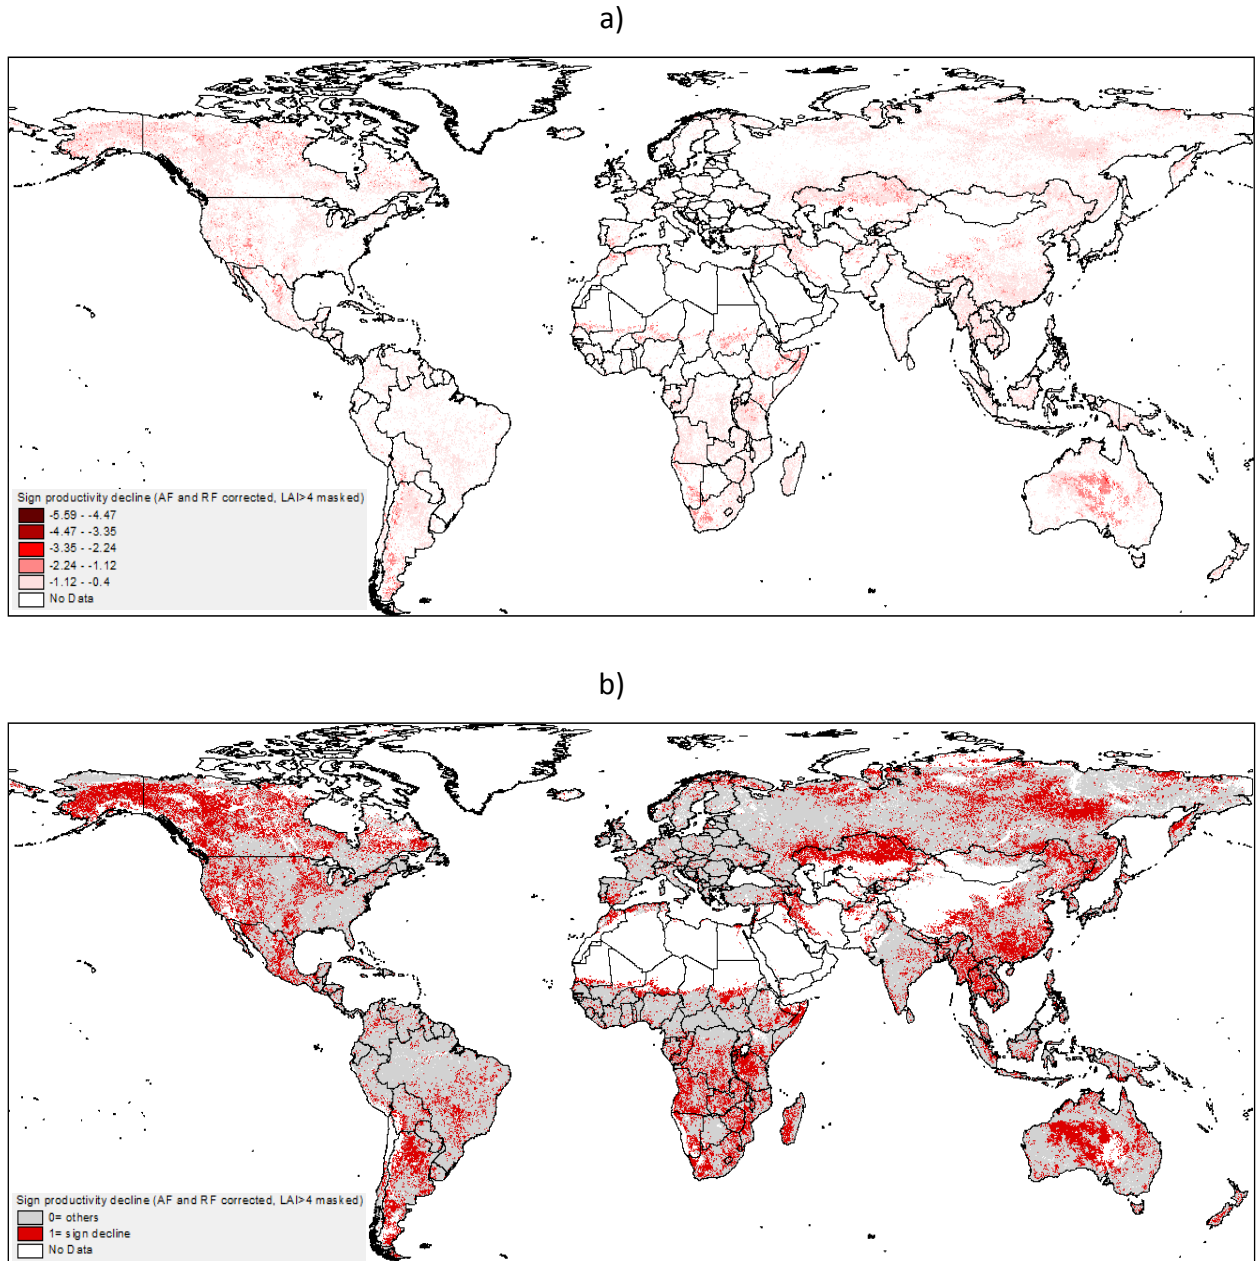 a)
Sign productivity decline (AF and RF corrected, LAI>4 masked)
-5.59 - -4.47
-4.47 - -3.35
-3.35 - -2.24
-2.24 - -1.12
-1.12 - -0.4
No Data
b)
Sign productivity decline (AF and RF corrected, LAI>4 masked)
0= others
1= sign decline
No Data